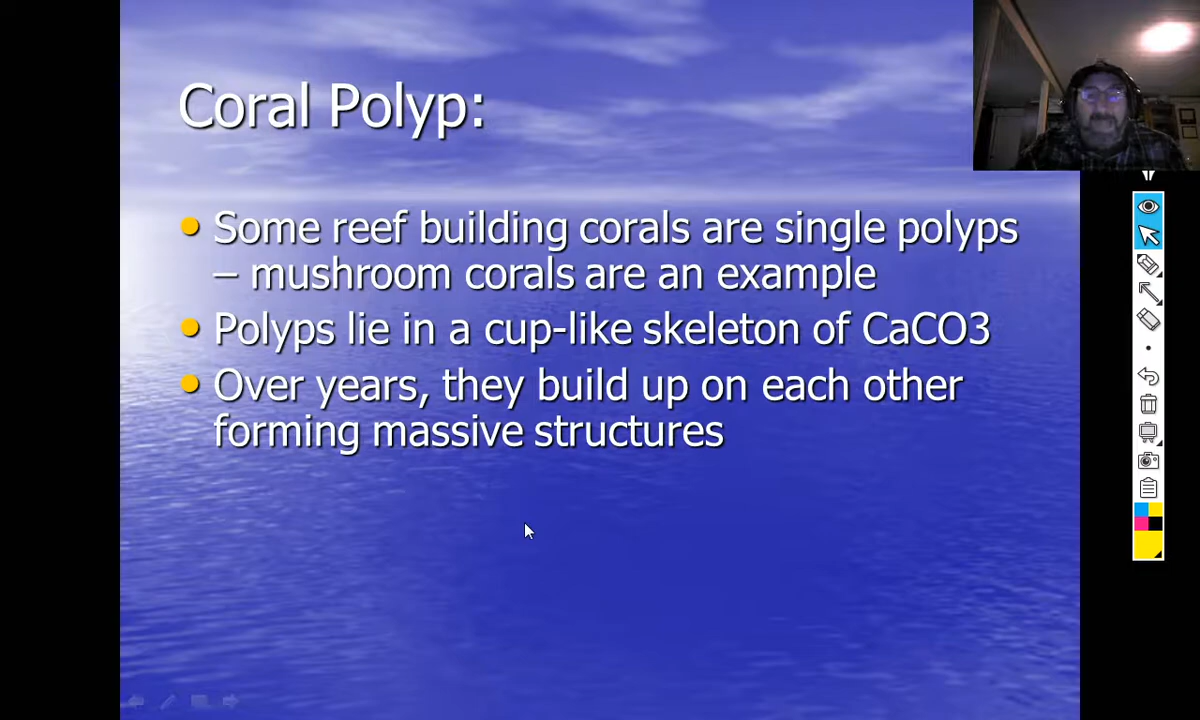 Coral Polyp:
Some reef building corals are single polyps
– mushroom corals are an example
Polyps lie in a cup-like skeleton of CaCO3
Over years, they build up on each other
forming massive structures